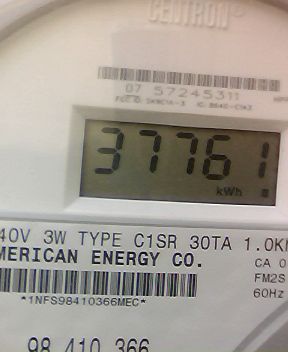 CENTRON®
07 57245311
37761
kWh
40V 3W TYPE C1SR 30TA 1.0K
MERICAN ENERGY CO.
CA 0
FM2S
60Hz
*1NFS98410366MEC*
98 410 366